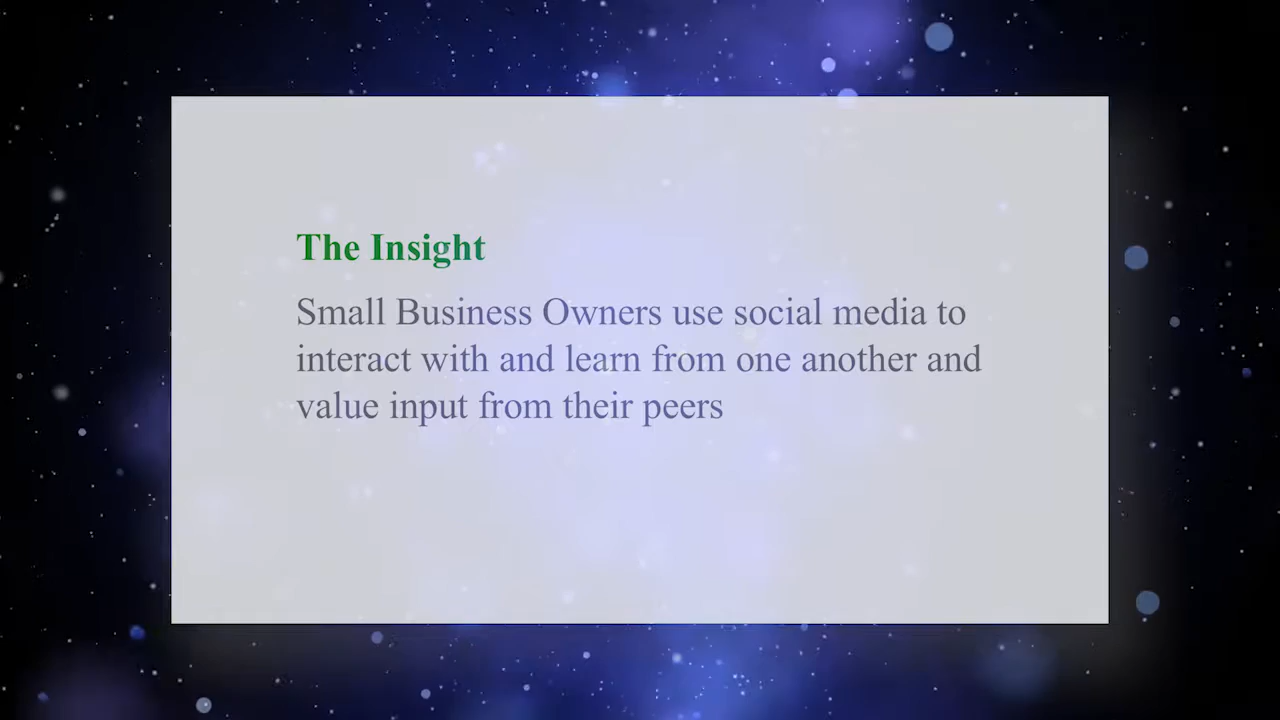 The Insight
Small Business Owners use social media to
interact with and learn from one another and
value input from their peers